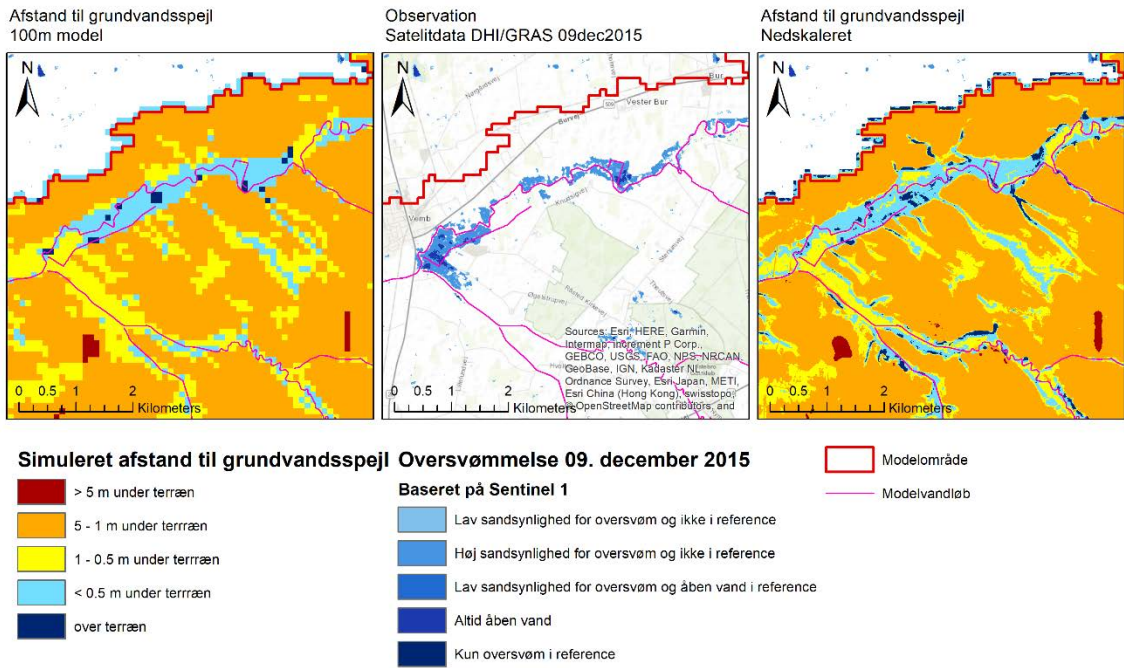 Afstand til grundvandsspejl
100m model
Observation
Satelitdata DHI/GRAS 09dec2015
Afstand til grundvandsspejl
Nedskaleret
N
0 0.5 1 2
Kilometers
N
Bur
Vester Bur
Burvej
509
Vemb
Sources: Esri, HERE, Garmin,
Intermap, increment P Corp.,
GEBCO, USGS, FAO, NPS, NRCAN,
GeoBase, IGN, Kadaster NL,
Ordnance Survey, Esri Japan, METI,
Esri China (Hong Kong), swisstopo,
© OpenStreetMap contributors, and
0 0.5 1 2
Kilometers
N
0 0.5 1 2
Kilometers
Simuleret afstand til grundvandsspejl
> 5 m under terræn
5 - 1 m under terrræn
1 - 0.5 m under terrræn
< 0.5 m under terrræn
over terræn
Oversvømmelse 09. december 2015
Baseret på Sentinel 1
Lav sandsynlighed for oversvøm og ikke i reference
Høj sandsynlighed for oversvøm og ikke i reference
Lav sandsynlighed for oversvøm og åben vand i reference
Altid åben vand
Kun oversvøm i reference
Modelområde
Modelvandløb